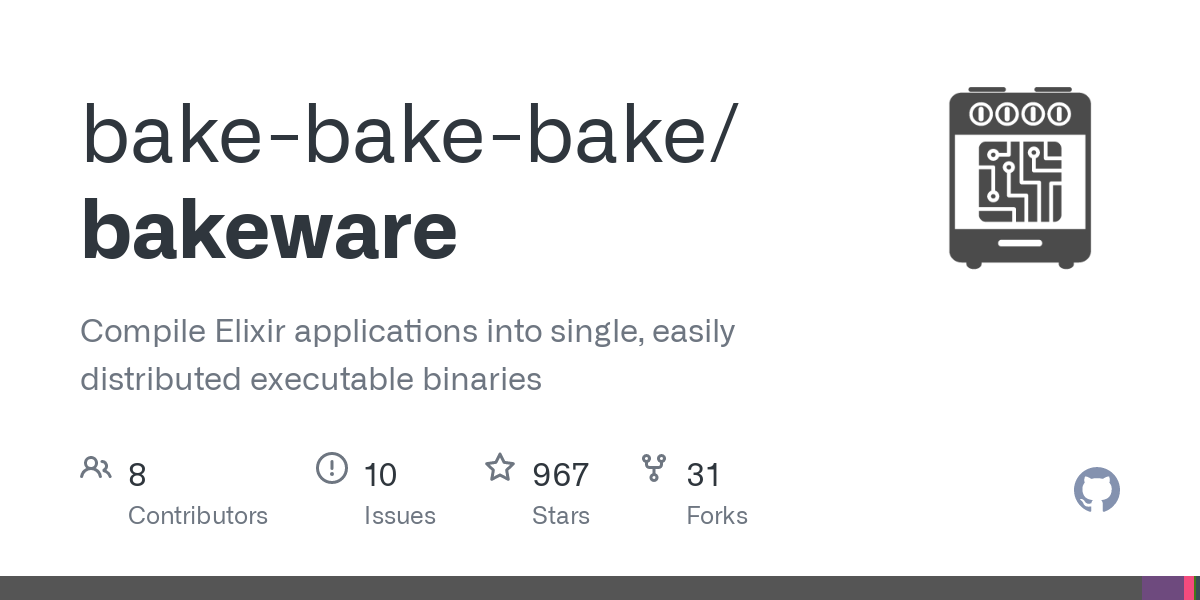 bake-bake-bake/
bakeware
Compile Elixir applications into single, easily
distributed executable binaries
8 10 967 31
Contributors Issues Stars Forks